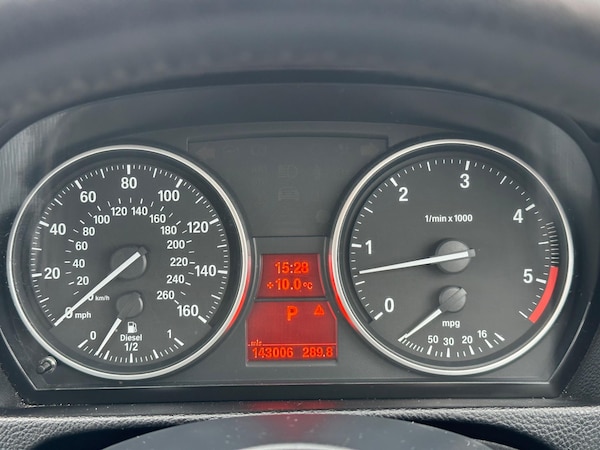 0 20 40 60 80 100 120 140 160
mph
0 20 40 60 80 100 120 140 160 180 200 220 240 260
km/h
0 1/2 1
Diesel
15:28
+10.0°C
P
mls
143006 289.8
0 1 2 3 4 5
1/min x 1000
50 30 20 16
mpg